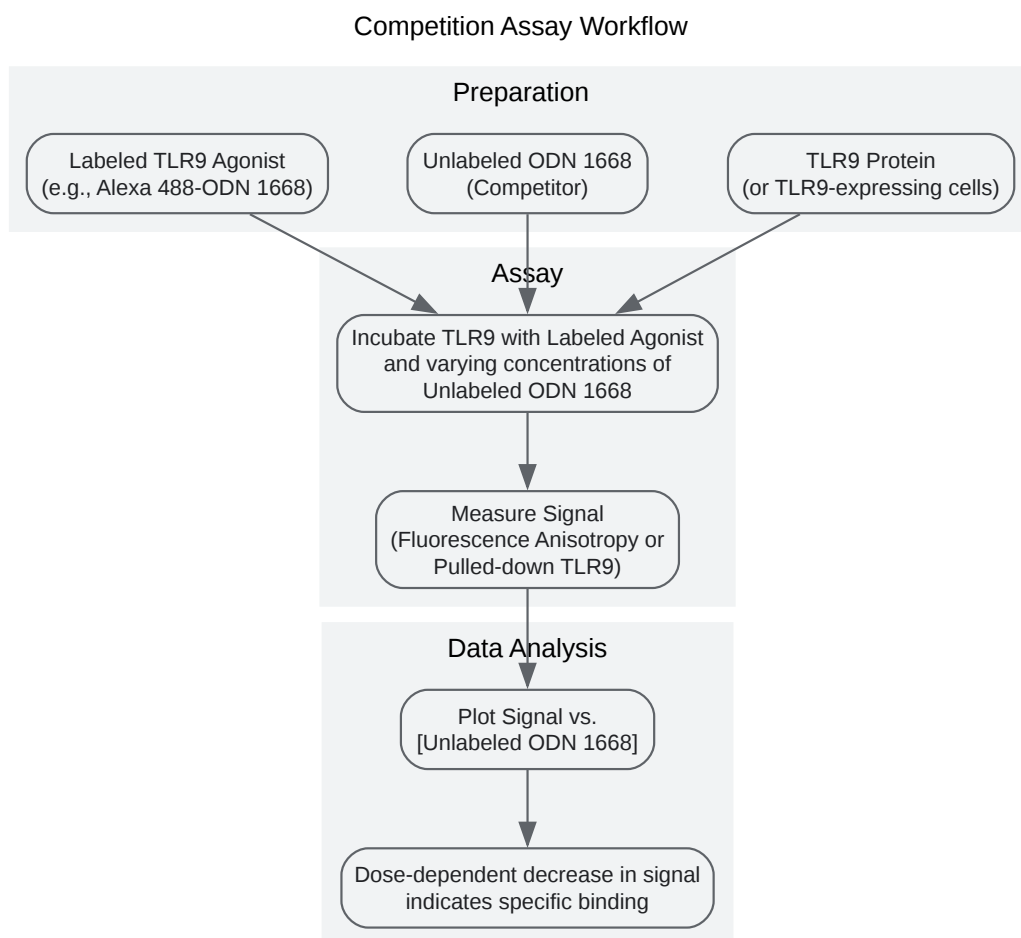 Competition Assay Workflow
Preparation
Labeled TLR9 Agonist
(e.g., Alexa 488-ODN 1668)
Unlabeled ODN 1668
(Competitor)
TLR9 Protein
(or TLR9-expressing cells)
Assay
Incubate TLR9 with Labeled Agonist
and varying concentrations of
Unlabeled ODN 1668
Measure Signal
(Fluorescence Anisotropy or
Pulled-down TLR9)
Data Analysis
Plot Signal vs.
[Unlabeled ODN 1668]
Dose-dependent decrease in signal
indicates specific binding